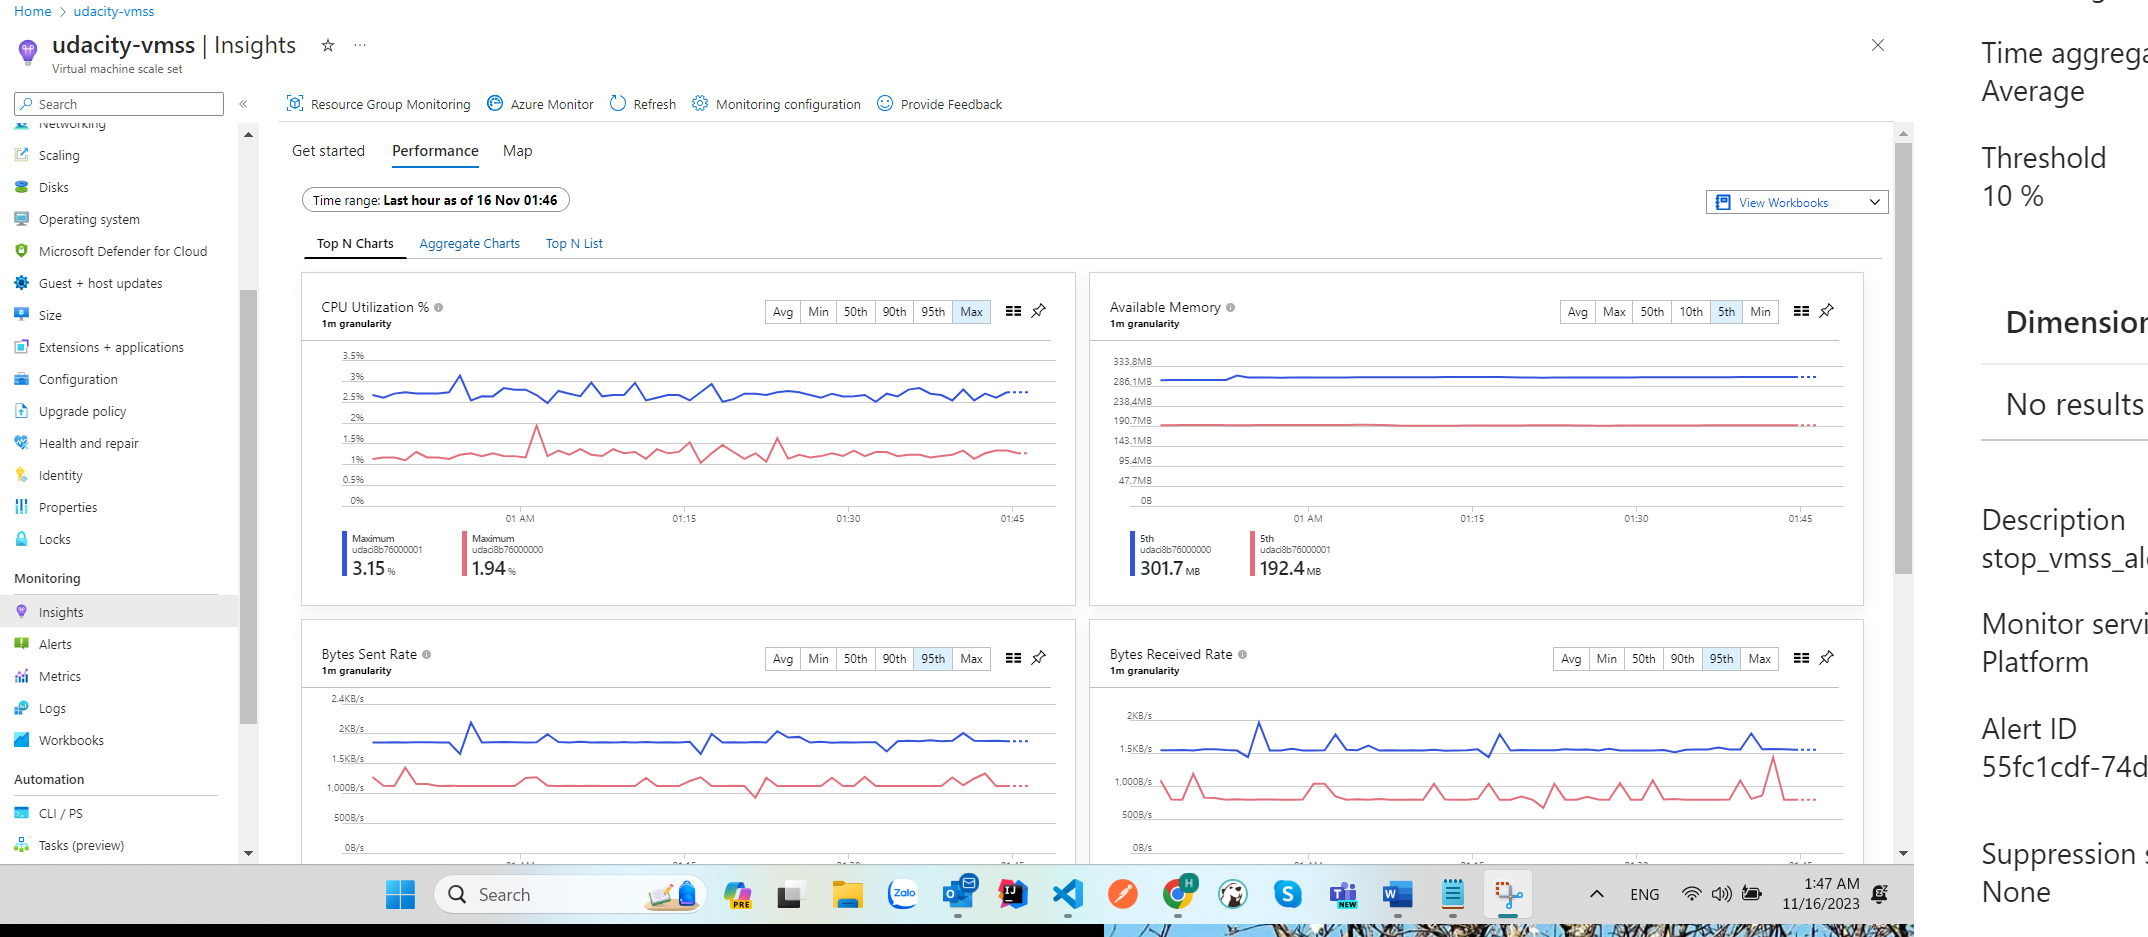 Home > udacity-vmss
udacity-vmss | Insights
Virtual machine scale set
Search
Networking
Scaling
Disks
Operating system
Microsoft Defender for Cloud
Guest + host updates
Size
Extensions + applications
Configuration
Upgrade policy
Health and repair
Identity
Properties
Locks
Monitoring
Insights
Alerts
Metrics
Logs
Workbooks
Automation
CLI / PS
Tasks (preview)
Resource Group Monitoring Azure Monitor Refresh Monitoring configuration Provide Feedback
Get started Performance Map
Time range: Last hour as of 16 Nov 01:46
View Workbooks
Top N Charts Aggregate Charts Top N List
CPU Utilization %
1m granularity
Avg Min 50th 90th 95th Max
3.5%
3%
2.5%
2%
1.5%
1%
0.5%
0%
01 AM 01:15 01:30 01:45
Maximum
udaci8b76000001
3.15 %
Maximum
udaci8b76000000
1.94 %
Available Memory
1m granularity
Avg Max 50th 10th 5th Min
333.8MB
286.1MB
238.4MB
190.7MB
143.1MB
95.4MB
47.7MB
0B
01 AM 01:15 01:30 01:45
5th
udaci8b76000000
301.7 MB
5th
udaci8b76000001
192.4 MB
Bytes Sent Rate
1m granularity
Avg Min 50th 90th 95th Max
2.4KB/s
2KB/s
1.5KB/s
1,000B/s
500B/s
0B/s
Bytes Received Rate
1m granularity
Avg Min 50th 90th 95th Max
2KB/s
1.5KB/s
1,000B/s
500B/s
0B/s
Search
PRE
Zalo
NEW
ENG
1:47 AM
11/16/2023
Time aggrega
Average
Threshold
10 %
Dimension
No results
Description
stop_vmss_al
Monitor servi
Platform
Alert ID
55fc1cdf-74d
Suppression s
None